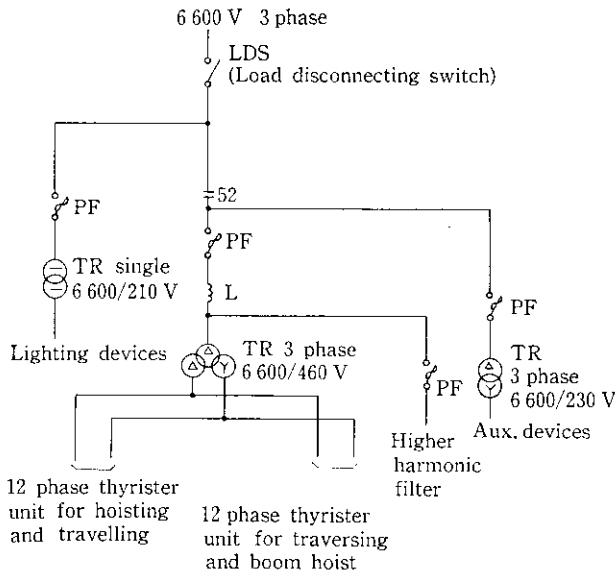 6 600 V 3 phase
LDS
(Load disconnecting switch)
52
PF
PF
TR single
6 600/210 V
L
PF
Lighting devices
TR 3 phase
6 600/460 V
PF
TR
3 phase
6 600/230 V
Aux. devices
Higher
harmonic
filter
12 phase thyrister
unit for hoisting
and travelling
12 phase thyrister
unit for traversing
and boom hoist